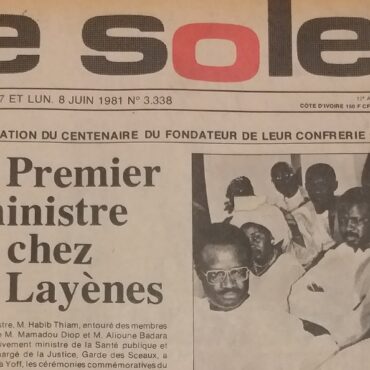 e sole
7 ET LUN. 8 JUIN 1981 N° 3.338
CÔTE D'IVOIRE 150 F CF
ATION DU CENTENAIRE DU FONDATEUR DE LEUR CONFRERIE
Premier
ministre
chez
Layènes
stre, M. Habib Thiam, entouré des membres
e M. Mamadou Diop et M. Alioune Badara
ivement ministre de la Santé publique et
hargé de la Justice, Garde des Sceaux, a
a Yoff, les cérémonies commémoratives du